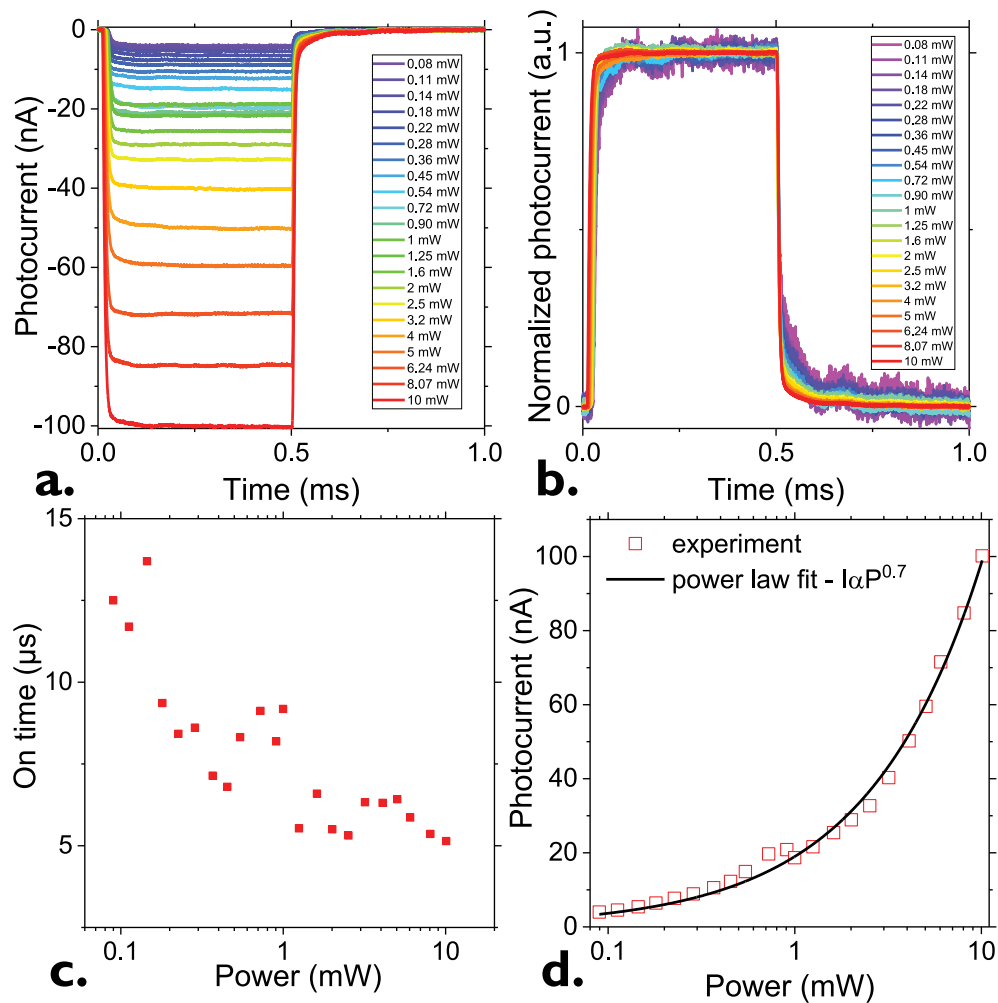 0
-20
-40
-60
-80
-100
Photocurrent (nA)
0.08 mW
0.11 mW
0.14 mW
0.18 mW
0.22 mW
0.28 mW
0.36 mW
0.45 mW
0.54 mW
0.72 mW
0.90 mW
1 mW
1.25 mW
1.6 mW
2 mW
2.5 mW
3.2 mW
4 mW
5 mW
6.24 mW
8.07 mW
10 mW
0.0 0.5 1.0
Time (ms)
a.
1
0
Normalized photocurrent (a.u.)
0.08 mW
0.11 mW
0.14 mW
0.18 mW
0.22 mW
0.28 mW
0.36 mW
0.45 mW
0.54 mW
0.72 mW
0.90 mW
1 mW
1.25 mW
1.6 mW
2 mW
2.5 mW
3.2 mW
4 mW
5 mW
6.24 mW
8.07 mW
10 mW
0.0 0.5 1.0
Time (ms)
b.
15
10
5
On time (μs)
0.1 1 10
Power (mW)
c.
100
80
60
40
20
0
Photocurrent (nA)
experiment
power law fit - IαP^0.7
0.1 1 10
Power (mW)
d.